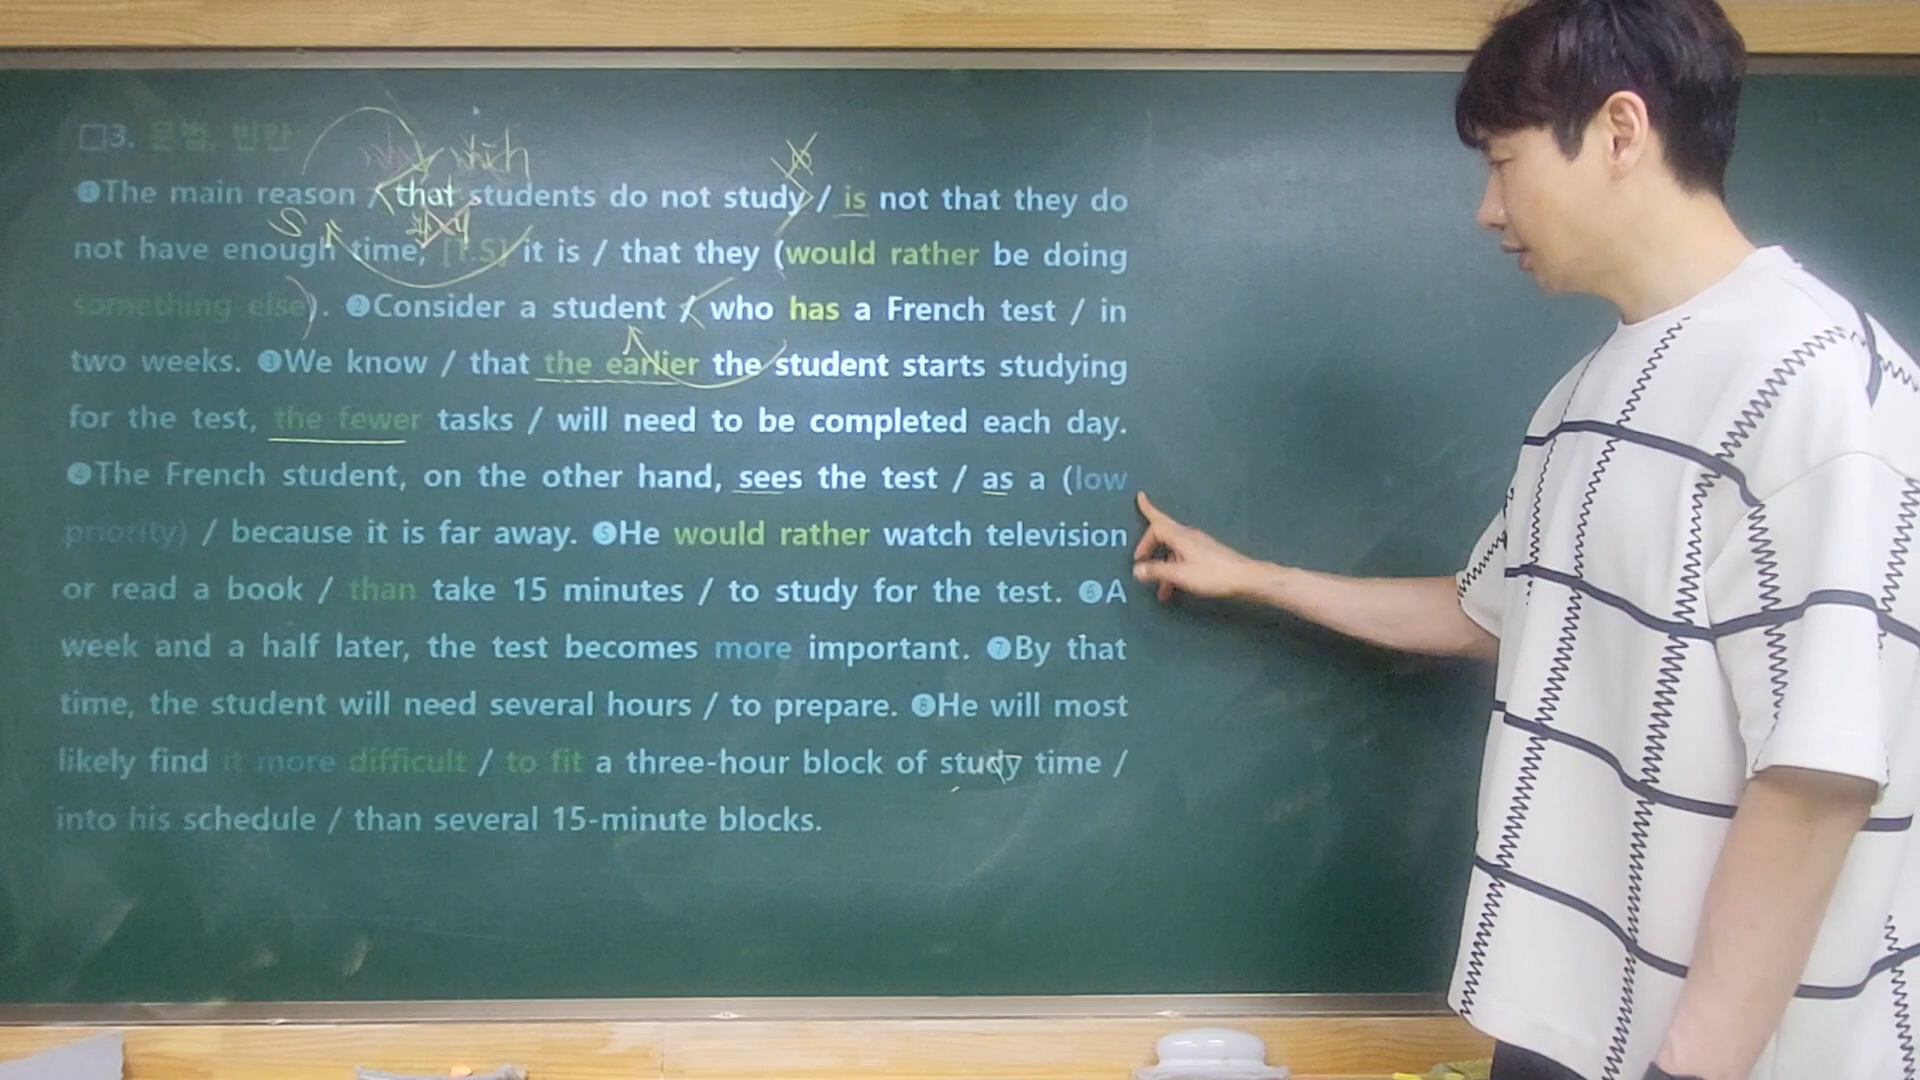 □3. 문법, 빈칸
which
❶The main reason / that students do not study / is not that they do
S
not have enough time, [T.S] it is / that they (would rather be doing
something else). ❷Consider a student / who has a French test / in
two weeks. ❸We know / that the earlier the student starts studying
for the test, the fewer tasks / will need to be completed each day.
❹The French student, on the other hand, sees the test / as a (low
priority) / because it is far away. ❺He would rather watch television
or read a book / than take 15 minutes / to study for the test. ❻A
week and a half later, the test becomes more important. ❼By that
time, the student will need several hours / to prepare. ❽He will most
likely find it more difficult / to fit a three-hour block of study time /
into his schedule / than several 15-minute blocks.